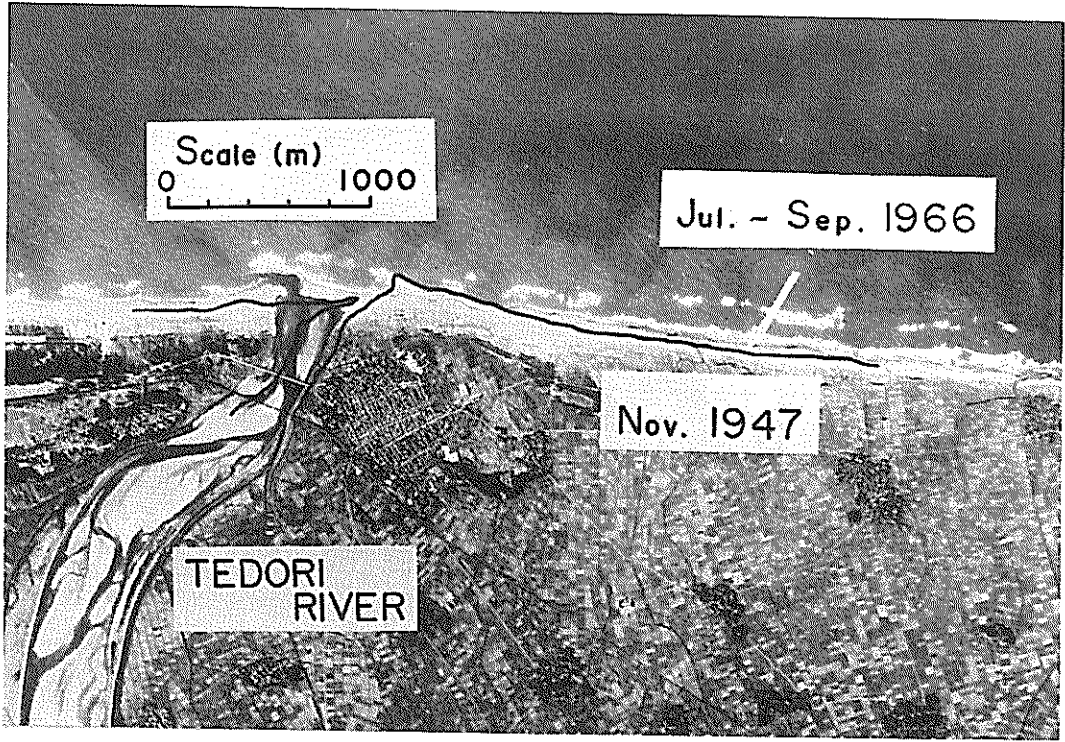 Scale (m)
0 1000
Jul. - Sep. 1966
Nov. 1947
TEDORI
RIVER